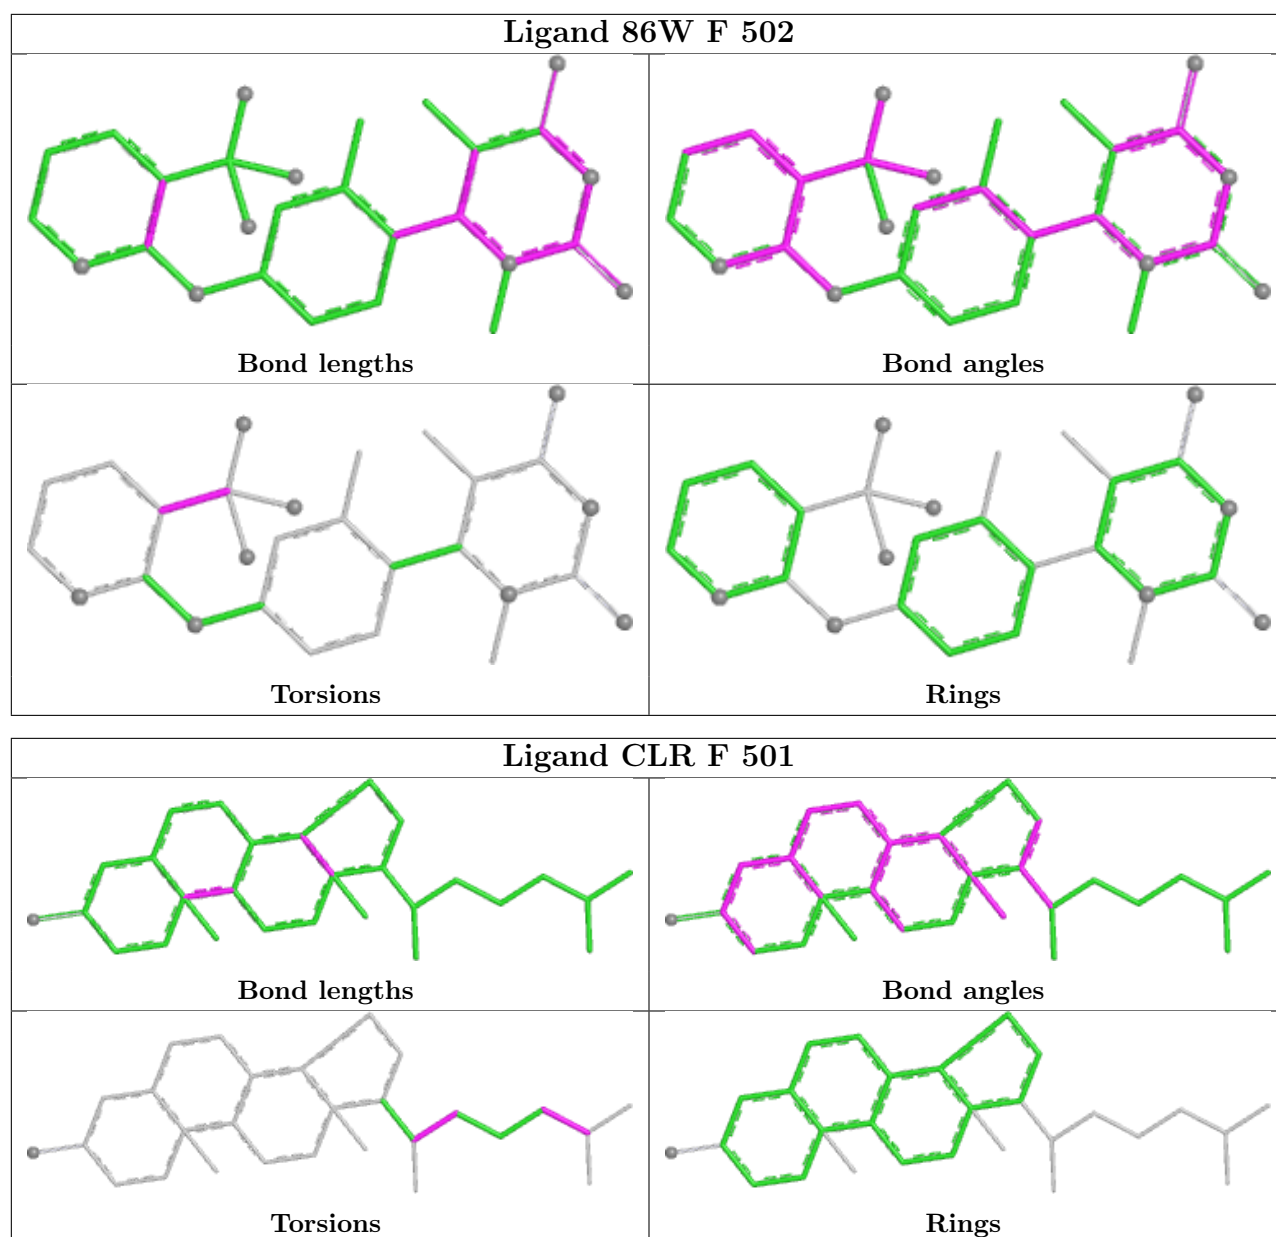 Ligand 86W F 502
Bond lengths
Bond angles
Torsions
Rings
Ligand CLR F 501
Bond lengths
Bond angles
Torsions
Rings